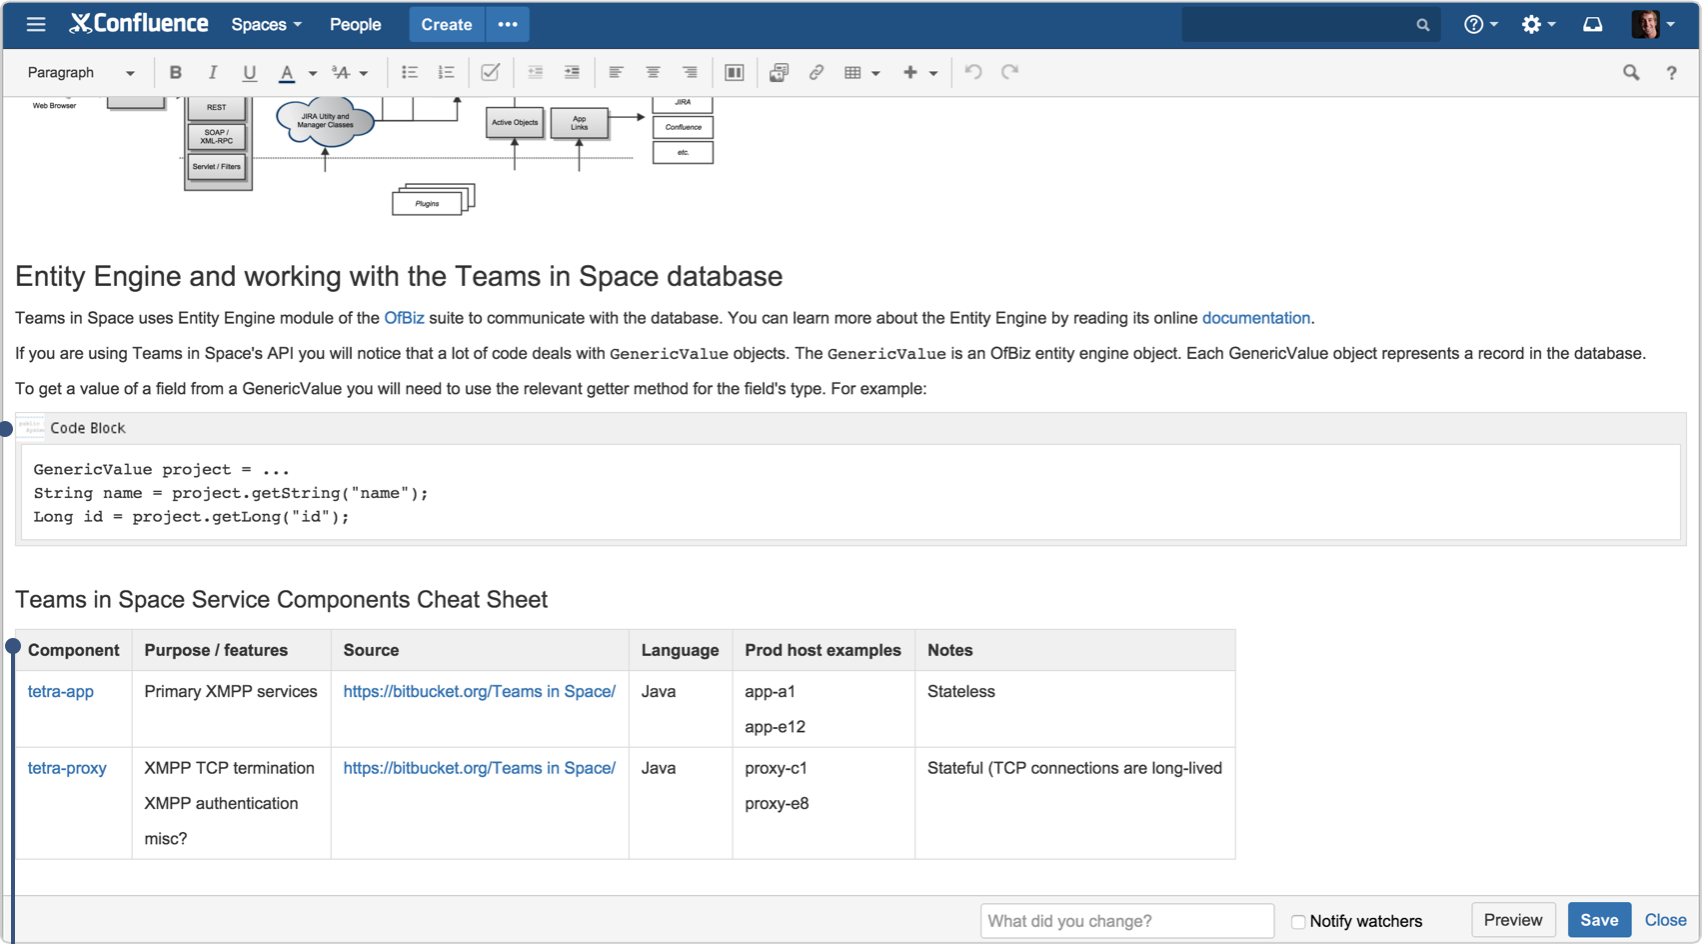 Confluence Spaces People Create
Paragraph B I U A
Web Browser
REST
SOAP /
XML-RPC
Servlet / Filters
JIRA Utilty and
Manager Classes
Active Objects
App
Links
JIRA
Confluence
etc.
Plugins
Entity Engine and working with the Teams in Space database
Teams in Space uses Entity Engine module of the OfBiz suite to communicate with the database. You can learn more about the Entity Engine by reading its online documentation.
If you are using Teams in Space's API you will notice that a lot of code deals with GenericValue objects. The GenericValue is an OfBiz entity engine object. Each GenericValue object represents a record in the database.
To get a value of a field from a GenericValue you will need to use the relevant getter method for the field's type. For example:
Code Block
GenericValue project = ...
String name = project.getString("name");
Long id = project.getLong("id");
Teams in Space Service Components Cheat Sheet
Component Purpose / features Source Language Prod host examples Notes
tetra-app Primary XMPP services https://bitbucket.org/Teams in Space/ Java app-a1 Stateless
app-e12
tetra-proxy XMPP TCP termination https://bitbucket.org/Teams in Space/ Java proxy-c1 Stateful (TCP connections are long-lived
XMPP authentication proxy-e8
misc?
What did you change? Notify watchers Preview Save Close